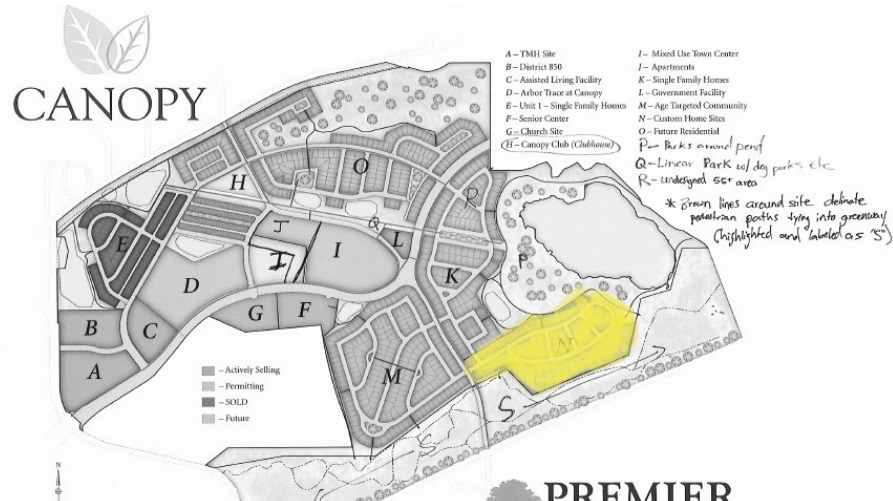 CANOPY
A – TMH Site
B – District 850
C – Assisted Living Facility
D – Arbor Trace at Canopy
E – Unit 1 – Single Family Homes
F – Senior Center
G – Church Site
H – Canopy Club (Clubhouse)
I – Mixed Use Town Center
J – Apartments
K – Single Family Homes
L – Government Facility
M – Age Targeted Community
N – Custom Home Sites
O – Future Residential
P – Parks around pond
Q – Linear Park w/ dog parks etc
R – undesigned 55+ area
* Brown lines around site delinate
pedestrian paths tying into greenway
(highlighted and labeled as "S")
O
H
R
J
Q
P
E
I
L
D
K
B
C
G
F
A
M
S
S
– Actively Selling
– Permitting
– SOLD
– Future
N
PREMIER